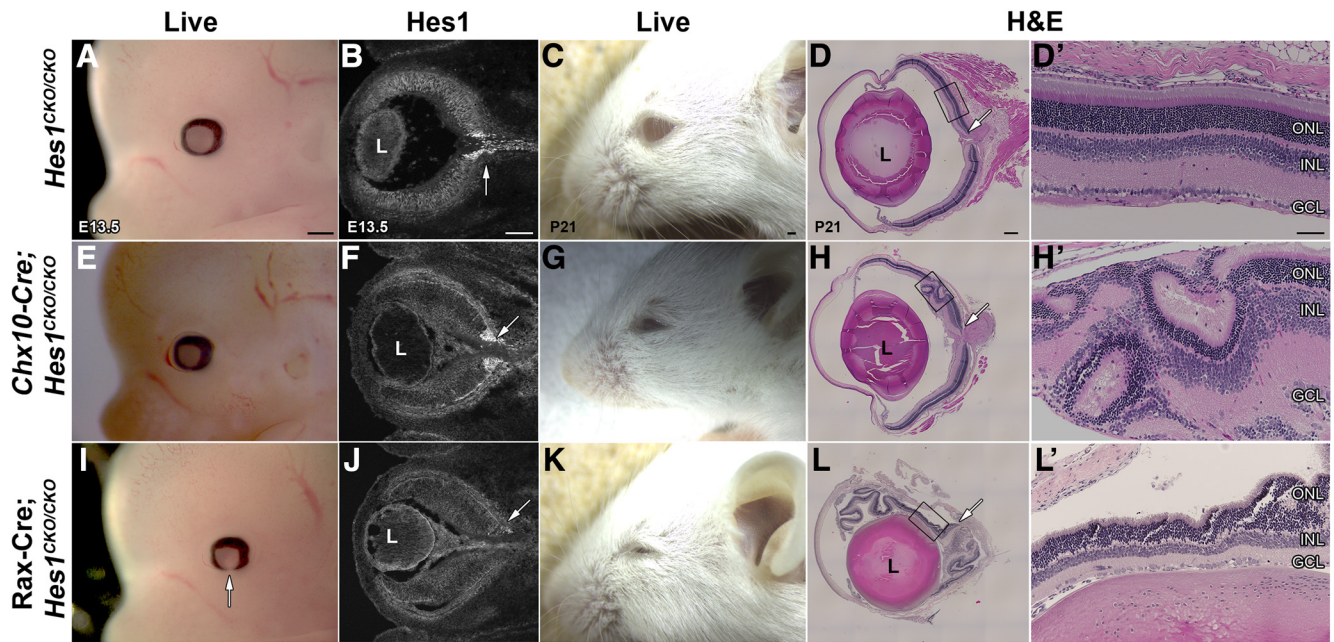 Live Hes1 Live H&E
Hes1CKO/CKO
A E13.5
B L E13.5
C P21
D L P21
D' ONL INL GCL
Chx10-Cre;
Hes1CKO/CKO
E
F L
G
H L
H' ONL INL GCL
Rax-Cre;
Hes1CKO/CKO
I
J L
K
L L
L' ONL INL GCL